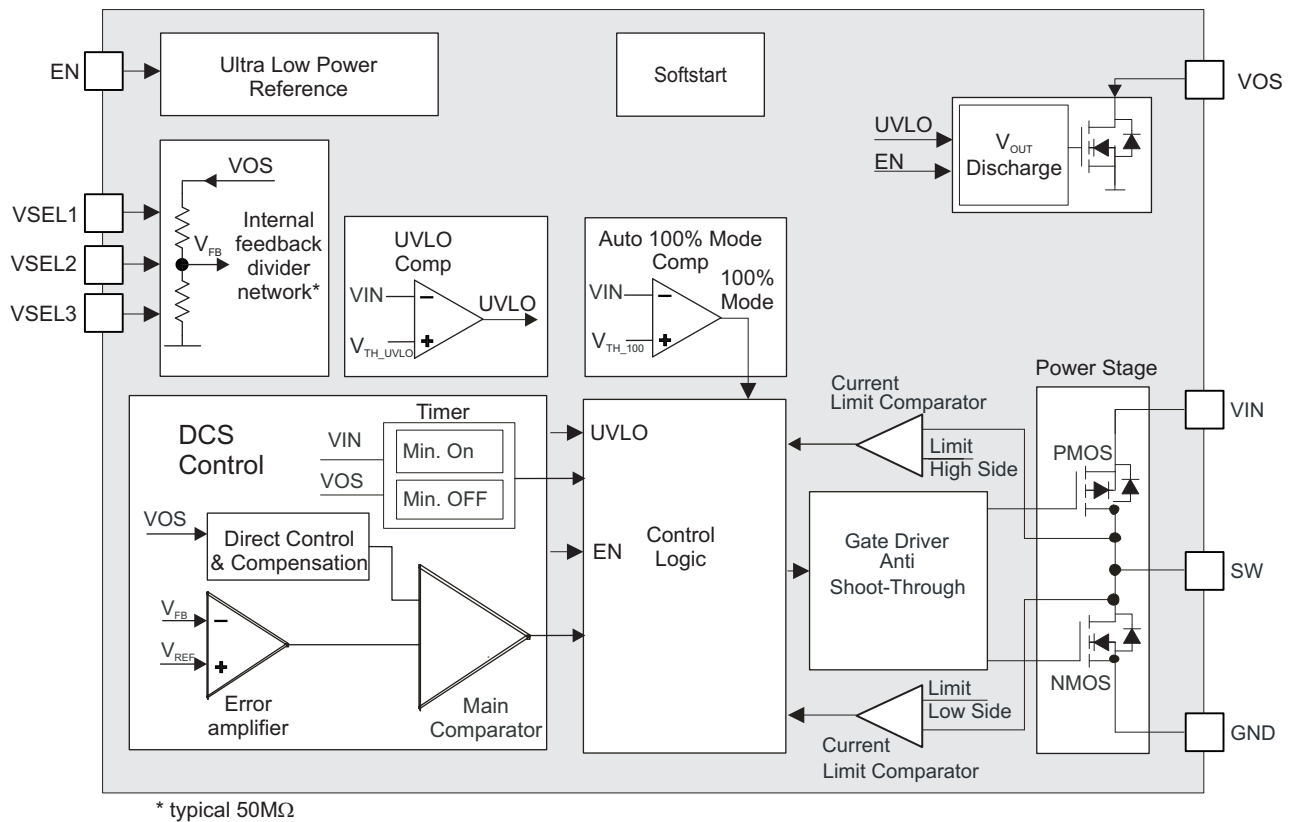 EN
Ultra Low Power
Reference
Softstart
VOS
UVLO
EN
VOUT
Discharge
VSEL1
VSEL2
VSEL3
VOS
VFB
Internal
feedback
divider
network*
UVLO
Comp
VIN
−
UVLO
VTH_UVLO
+
Auto 100% Mode
Comp
100%
Mode
VIN
−
VTH_100
+
DCS
Control
Timer
VIN
Min. On
VOS
Min. OFF
VOS
Direct Control
& Compensation
VFB
−
VREF
+
Error
amplifier
Main
Comparator
UVLO
EN
Control
Logic
Current
Limit Comparator
Limit
High Side
Gate Driver
Anti
Shoot-Through
Limit
Low Side
Current
Limit Comparator
Power Stage
PMOS
NMOS
VIN
SW
GND
* typical 50MΩ